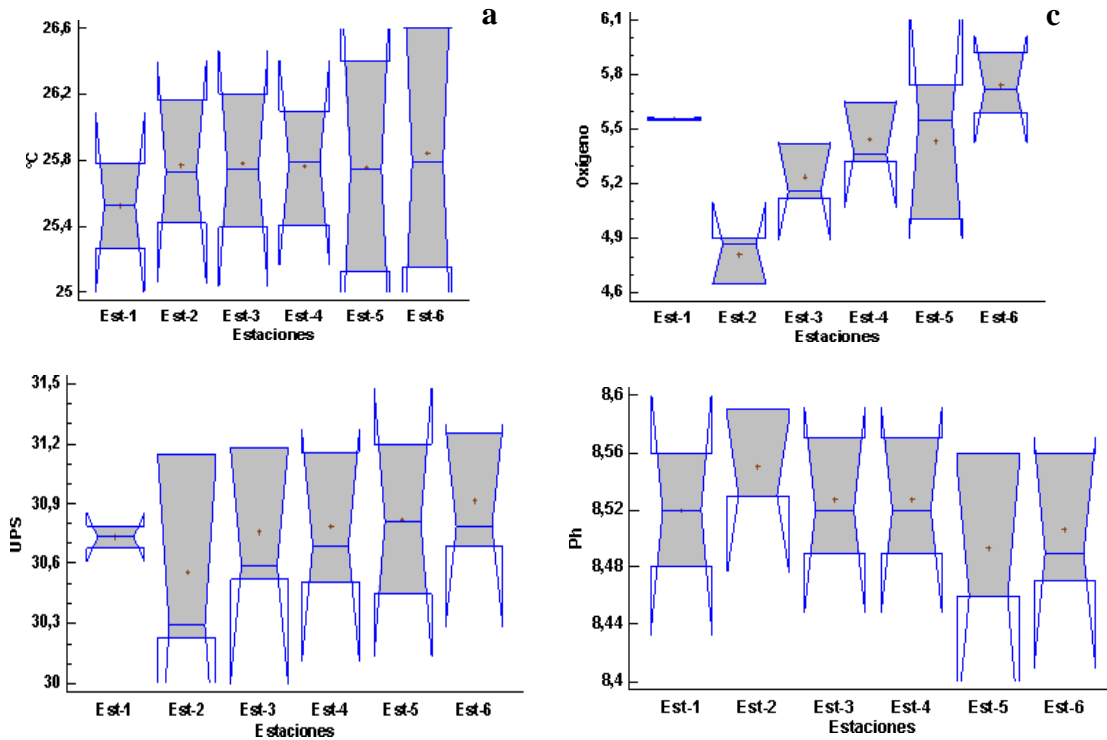 a
°C
26,6
26,2
25,8
25,4
25
Est-1 Est-2 Est-3 Est-4 Est-5 Est-6
Estaciones
c
Oxígeno
6,1
5,8
5,5
5,2
4,9
4,6
Est-1 Est-2 Est-3 Est-4 Est-5 Est-6
Estaciones
UPS
31,5
31,2
30,9
30,6
30,3
30
Est-1 Est-2 Est-3 Est-4 Est-5 Est-6
Estaciones
Ph
8,6
8,56
8,52
8,48
8,44
8,4
Est-1 Est-2 Est-3 Est-4 Est-5 Est-6
Estaciones